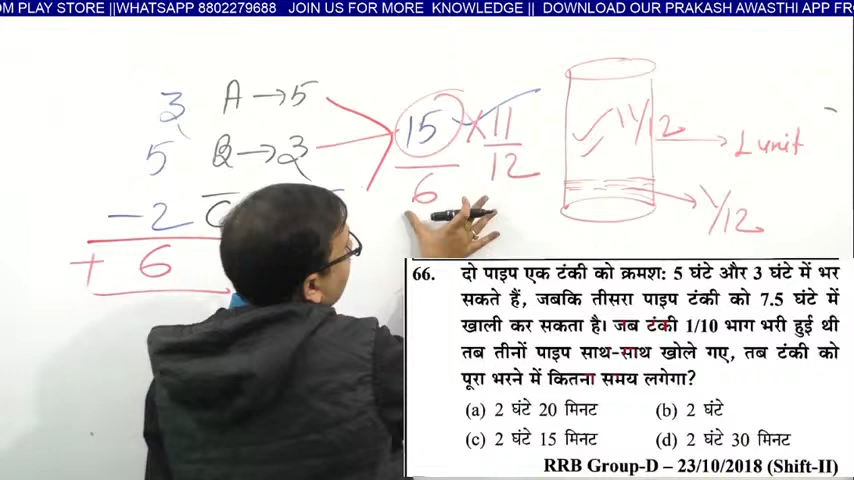 OM PLAY STORE ||WHATSAPP 8802279688 JOIN US FOR MORE KNOWLEDGE || DOWNLOAD OUR PRAKASH AWASTHI APP FRO
3 A → 5
5 B → 3
-2 C
+ 6
15 × 11
6 12
11/12
1 unit
1/12
66. दो पाइप एक टंकी को क्रमश: 5 घंटे और 3 घंटे में भर
सकते हैं, जबकि तीसरा पाइप टंकी को 7.5 घंटे में
खाली कर सकता है। जब टंकी 1/10 भाग भरी हुई थी
तब तीनों पाइप साथ-साथ खोले गए, तब टंकी को
पूरा भरने में कितना समय लगेगा?
(a) 2 घंटे 20 मिनट (b) 2 घंटे
(c) 2 घंटे 15 मिनट (d) 2 घंटे 30 मिनट
RRB Group-D – 23/10/2018 (Shift-II)